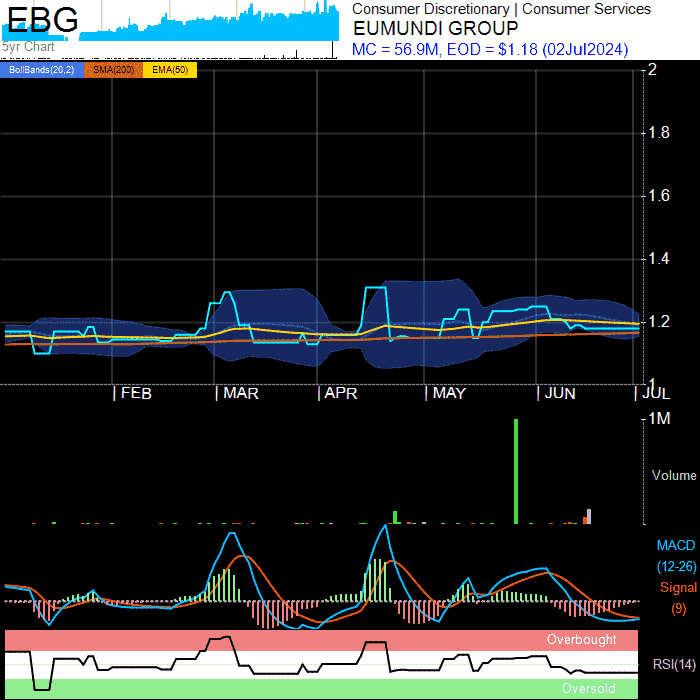 EBG
5yr Chart
Consumer Discretionary | Consumer Services
EUMUNDI GROUP
MC = 56.9M, EOD = $1.18 (02Jul2024)
BollBands(20,2) SMA(200) EMA(50)
2
1.8
1.6
1.4
1.2
1
FEB MAR APR MAY JUN JUL
1M
Volume
MACD
(12-26)
Signal
(9)
Overbought
RSI(14)
Oversold